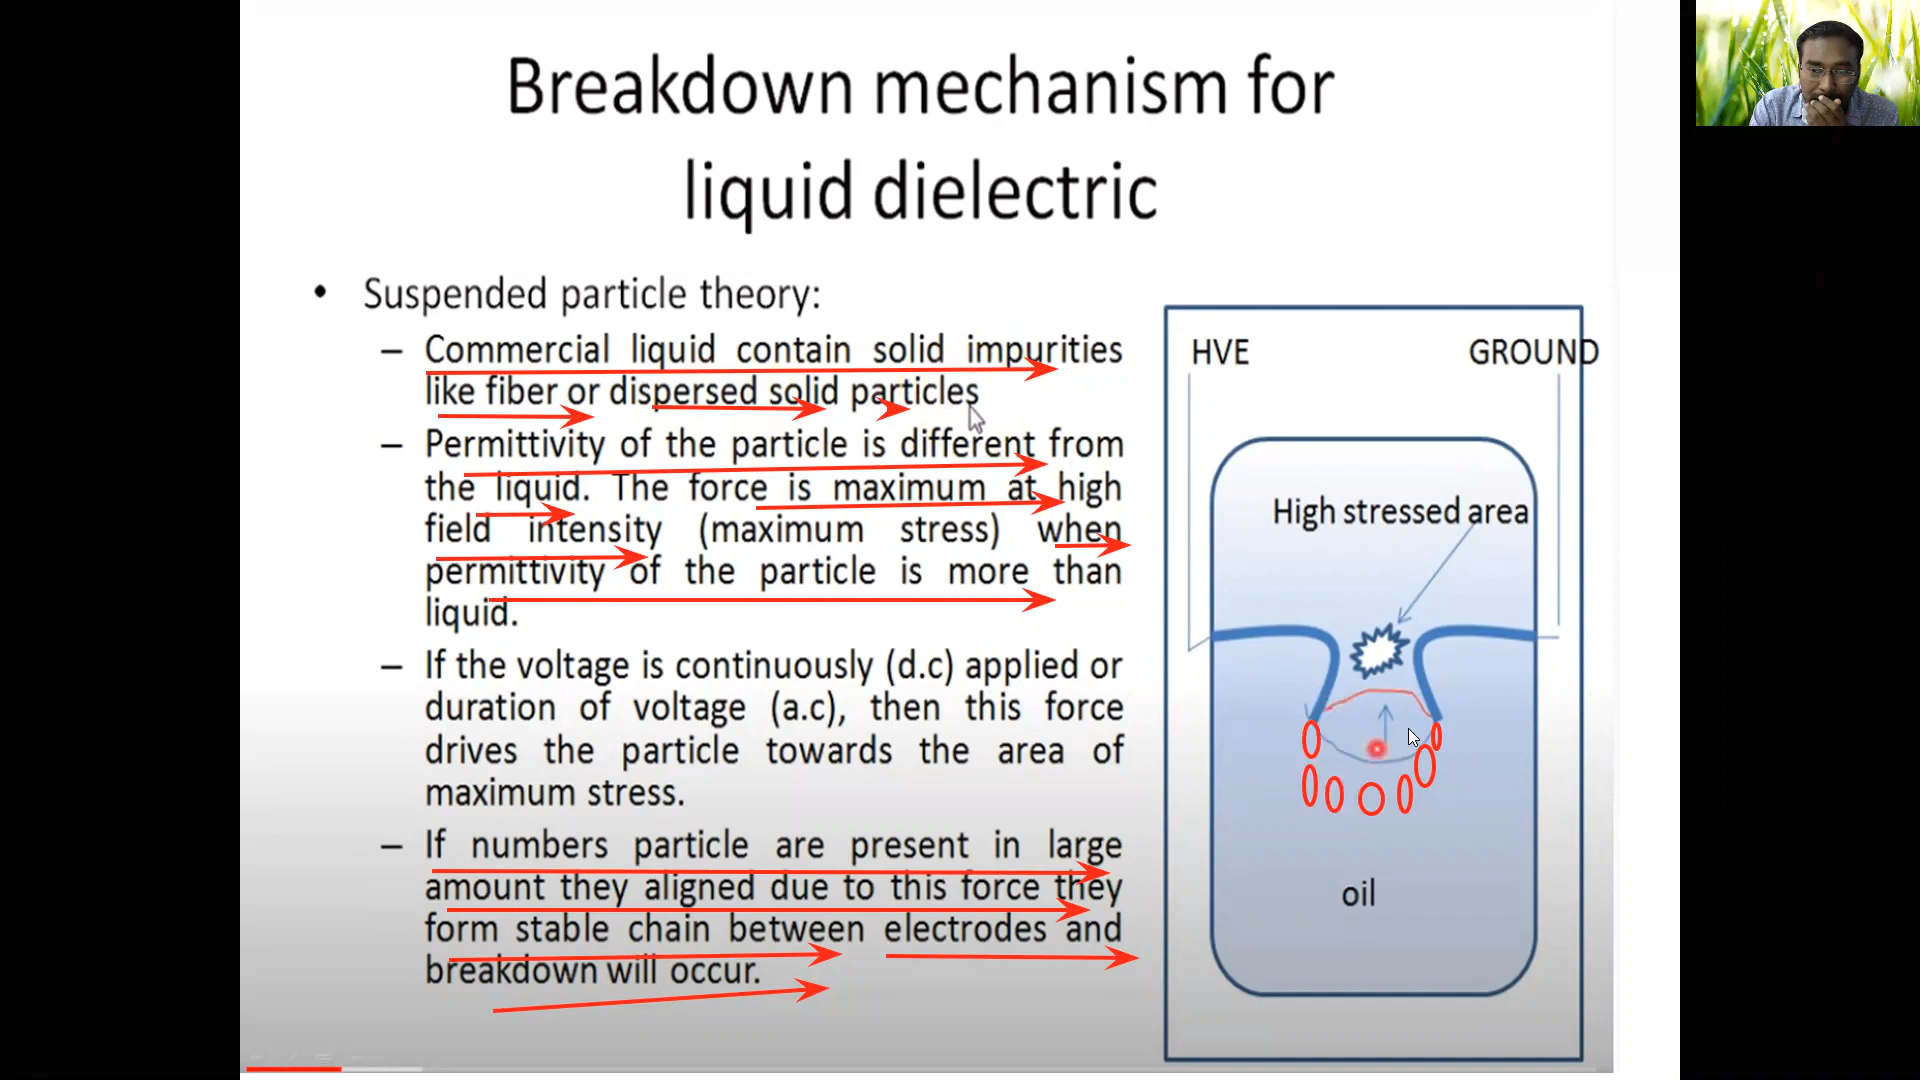 Breakdown mechanism for
liquid dielectric
• Suspended particle theory:
– Commercial liquid contain solid impurities
like fiber or dispersed solid particles
– Permittivity of the particle is different from
the liquid. The force is maximum at high
field intensity (maximum stress) when
permittivity of the particle is more than
liquid.
– If the voltage is continuously (d.c) applied or
duration of voltage (a.c), then this force
drives the particle towards the area of
maximum stress.
– If numbers particle are present in large
amount they aligned due to this force they
form stable chain between electrodes and
breakdown will occur.
HVE
GROUND
High stressed area
oil